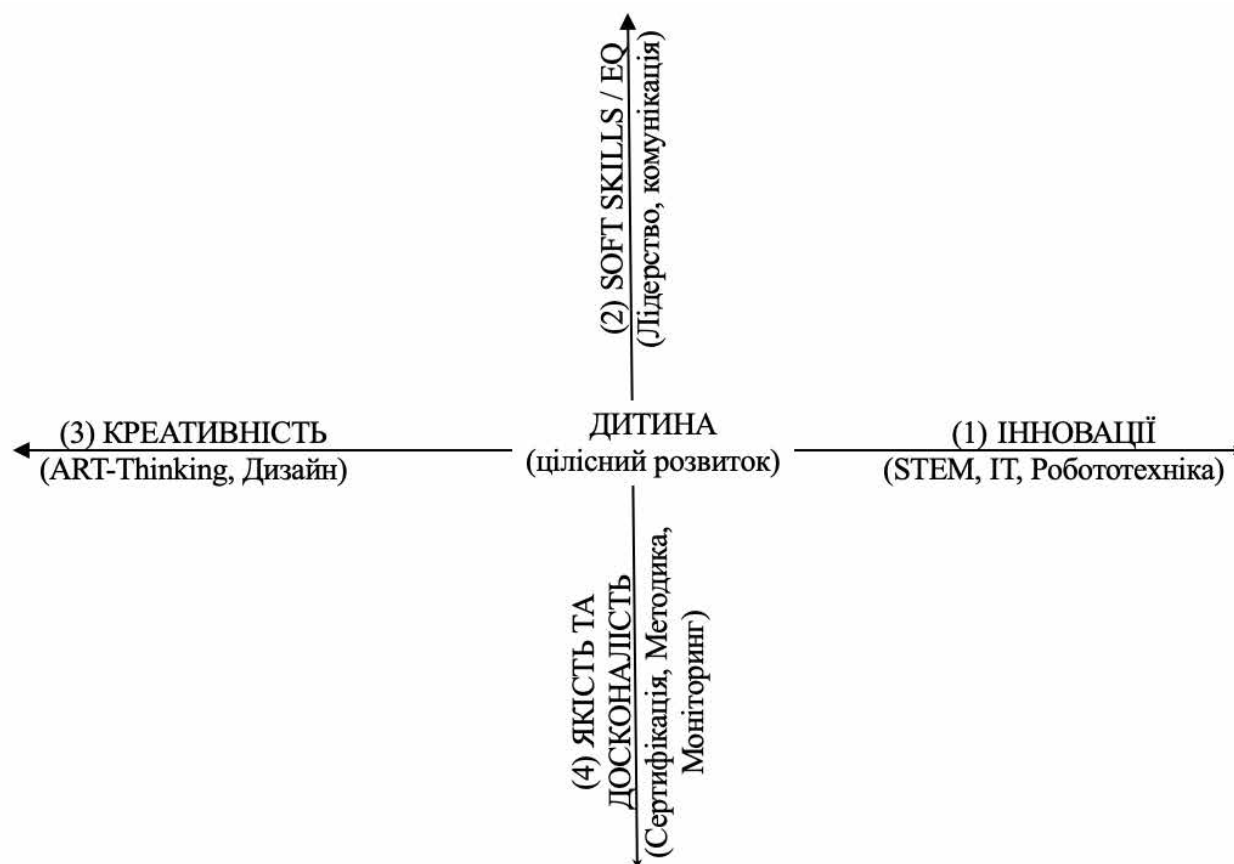 (2) SOFT SKILLS / EQ
(Лідерство, комунікація)
(3) КРЕАТИВНІСТЬ
(ART-Thinking, Дизайн)
ДИТИНА
(цілісний розвиток)
(1) ІННОВАЦІЇ
(STEM, IT, Робототехніка)
(4) ЯКІСТЬ ТА
ДОСКОНАЛІСТЬ
(Сертифікація, Методика,
Моніторинг)